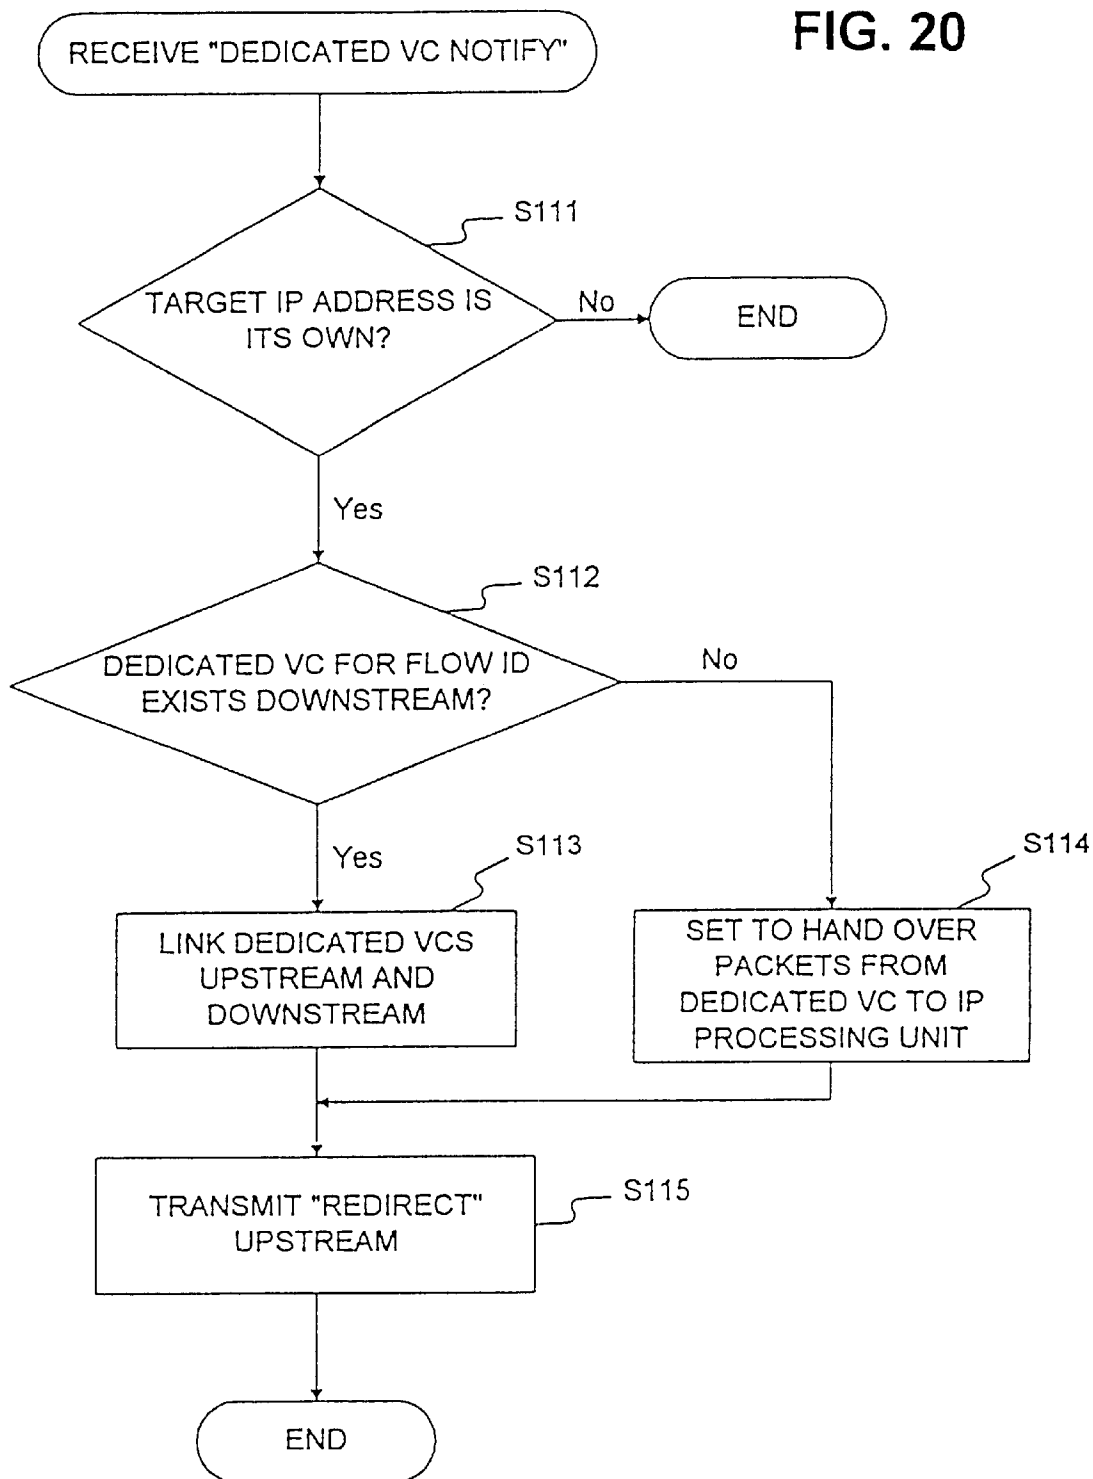 FIG. 20
RECEIVE "DEDICATED VC NOTIFY"
S111
TARGET IP ADDRESS IS
ITS OWN?
No
END
Yes
S112
DEDICATED VC FOR FLOW ID
EXISTS DOWNSTREAM?
No
Yes
S113
LINK DEDICATED VCS
UPSTREAM AND
DOWNSTREAM
S114
SET TO HAND OVER
PACKETS FROM
DEDICATED VC TO IP
PROCESSING UNIT
S115
TRANSMIT "REDIRECT"
UPSTREAM
END